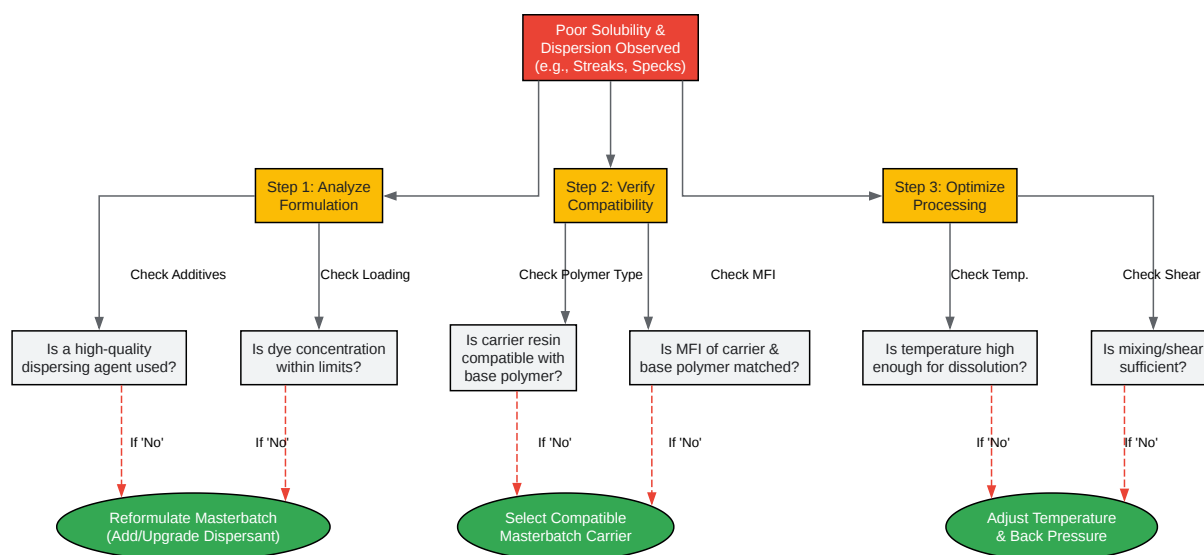 Poor Solubility &
Dispersion Observed
(e.g., Streaks, Specks)
Step 1: Analyze
Formulation
Step 2: Verify
Compatibility
Step 3: Optimize
Processing
Check Additives
Check Loading
Check Polymer Type
Check MFI
Check Temp.
Check Shear
Is a high-quality
dispersing agent used?
Is dye concentration
within limits?
Is carrier resin
compatible with
base polymer?
Is MFI of carrier &
base polymer matched?
Is temperature high
enough for dissolution?
Is mixing/shear
sufficient?
If 'No'
If 'No'
If 'No'
If 'No'
If 'No'
If 'No'
Reformulate Masterbatch
(Add/Upgrade Dispersant)
Select Compatible
Masterbatch Carrier
Adjust Temperature
& Back Pressure